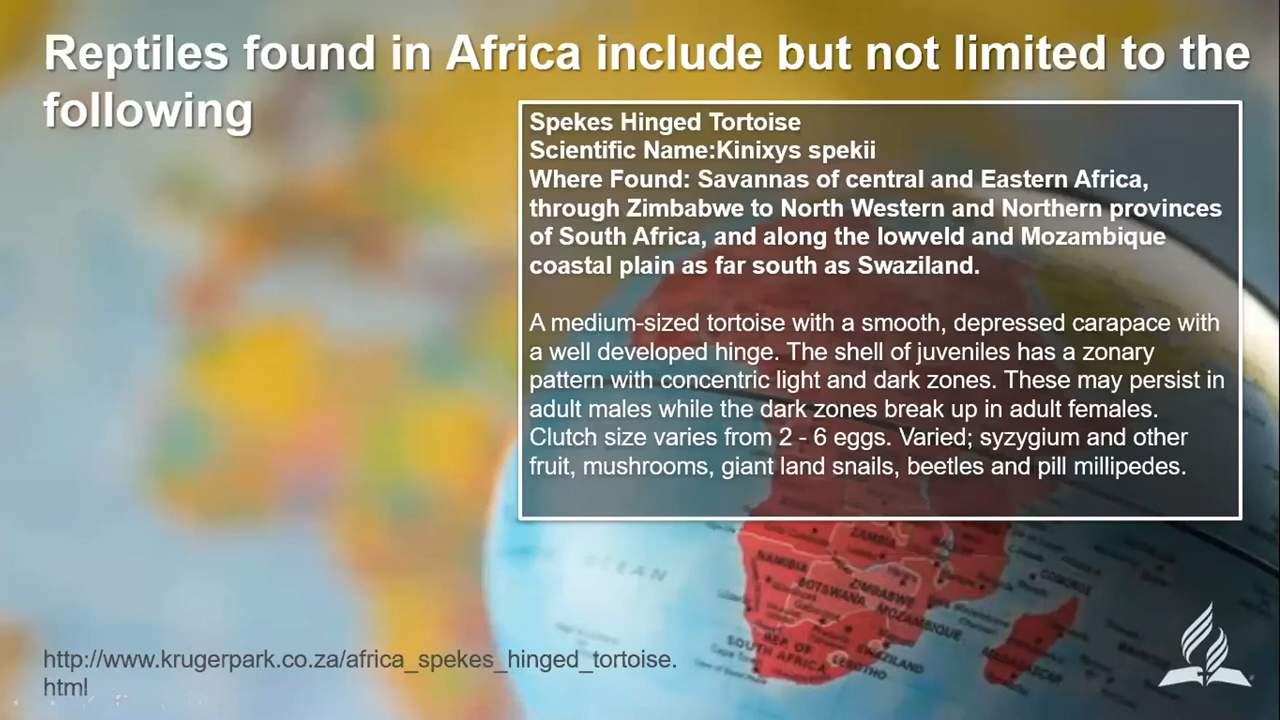 Reptiles found in Africa include but not limited to the
following
Spekes Hinged Tortoise
Scientific Name:Kinixys spekii
Where Found: Savannas of central and Eastern Africa,
through Zimbabwe to North Western and Northern provinces
of South Africa, and along the lowveld and Mozambique
coastal plain as far south as Swaziland.
A medium-sized tortoise with a smooth, depressed carapace with
a well developed hinge. The shell of juveniles has a zonary
pattern with concentric light and dark zones. These may persist in
adult males while the dark zones break up in adult females.
Clutch size varies from 2 - 6 eggs. Varied; syzygium and other
fruit, mushrooms, giant land snails, beetles and pill millipedes.
OCEAN
ZAMBIA
NAMIBIA
ZIMBABWE
BOTSWANA
MOZAMBIQUE
COMOROS
REP. OF
SOUTH AFRICA
SWAZILAND
LESOTHO
MADAGASCAR
http://www.krugerpark.co.za/africa_spekes_hinged_tortoise.
html